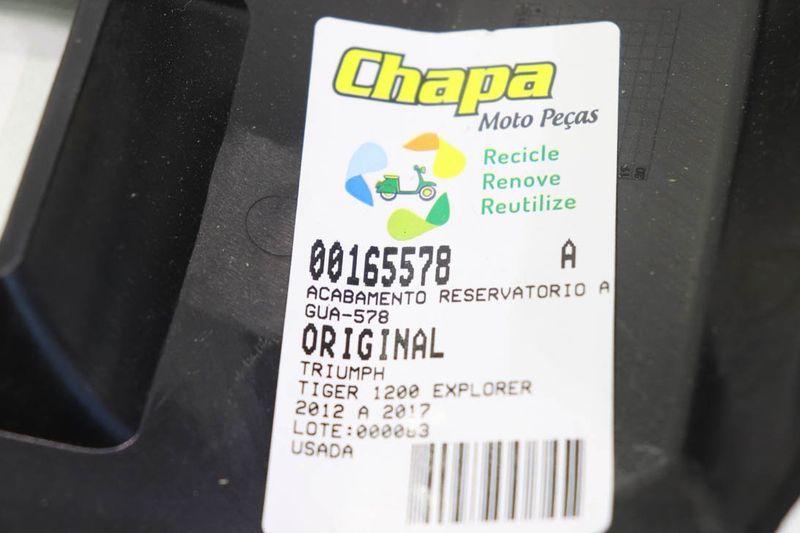 Chapa
Moto Peças
Recicle
Renove
Reutilize
00165578 A
ACABAMENTO RESERVATORIO A
GUA-578
ORIGINAL
TRIUMPH
TIGER 1200 EXPLORER
2012 A 2017
LOTE:000083
USADA